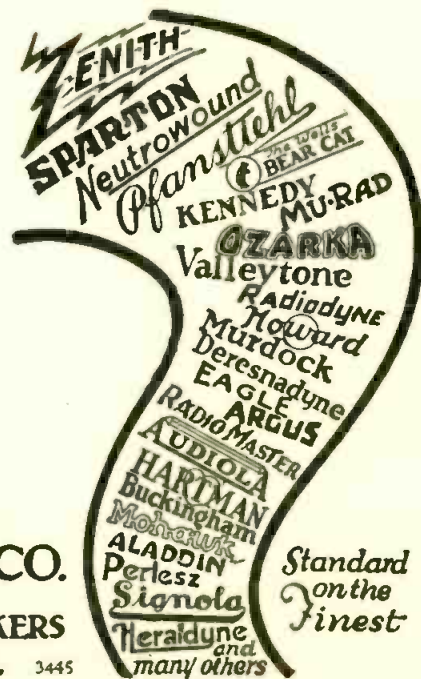 ZENITH
SPARTON
Neutrowound
Pfanstiehl
The Wells
BEAR CAT
KENNEDY
MU-RAD
OZARKA
Valleytone
RADIODYNE
Howard
Murdock
Deresnadyne
EAGLE
ARGUS
RADIO MASTER
AUDIOLA
HARTMAN
Buckingham
Mohawk
ALADDIN
Perlesz
Signola
Heraldyne
and
many others
CO.
KERS
3445
Standard
on the
Finest